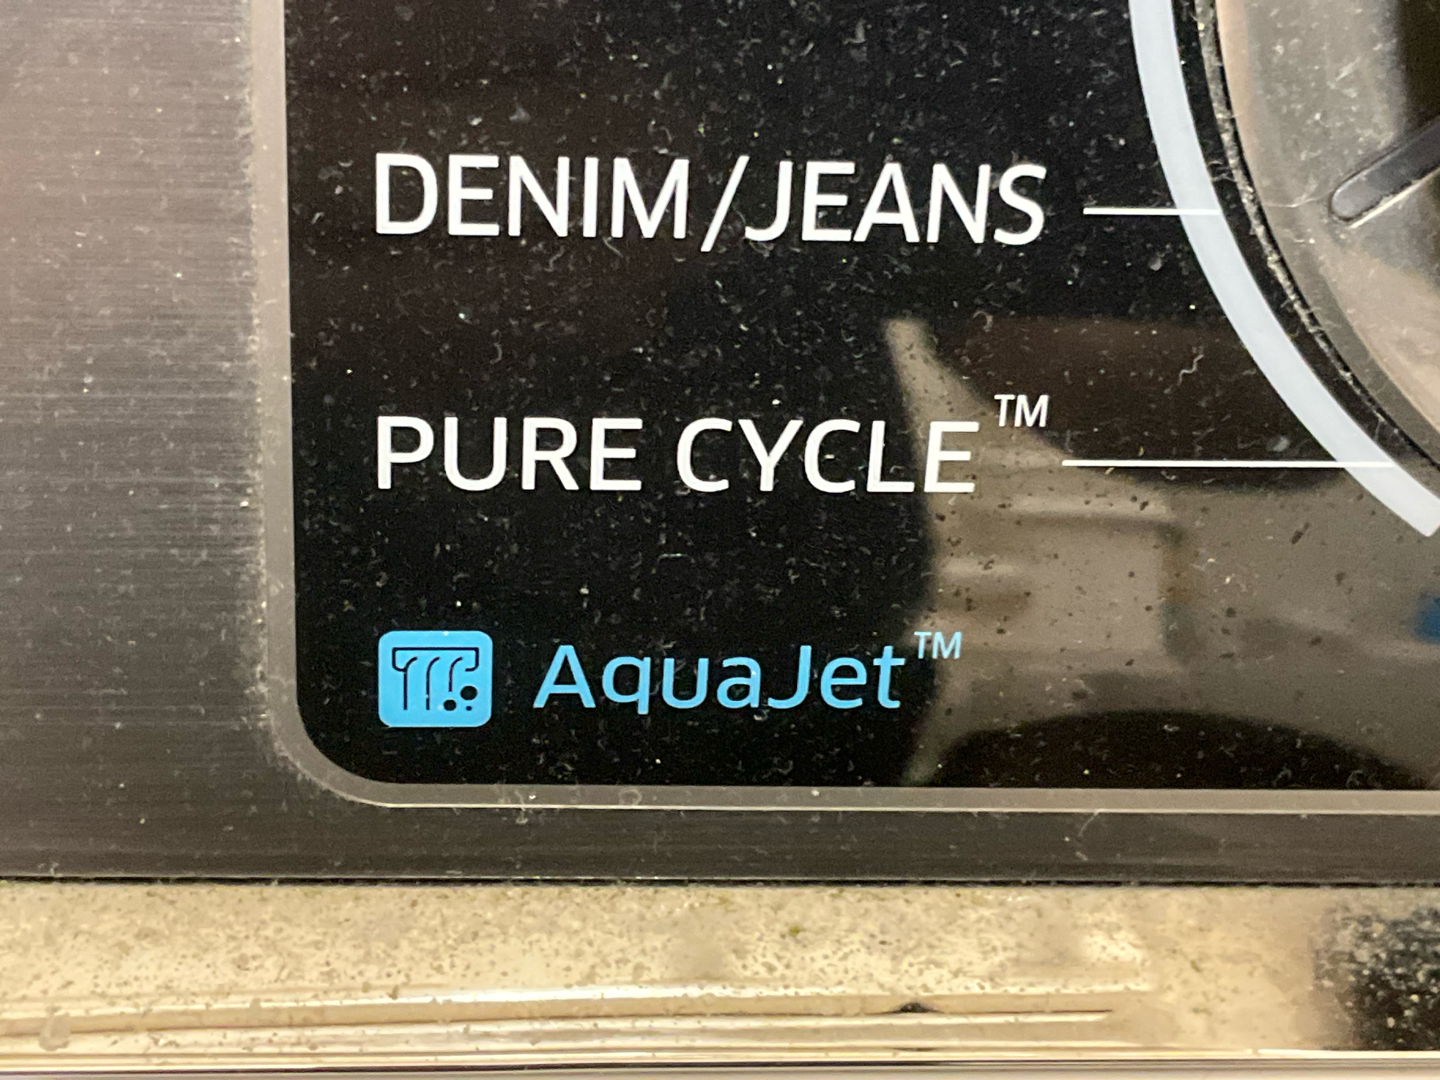 DENIM/JEANS
PURE CYCLE™
AquaJet™